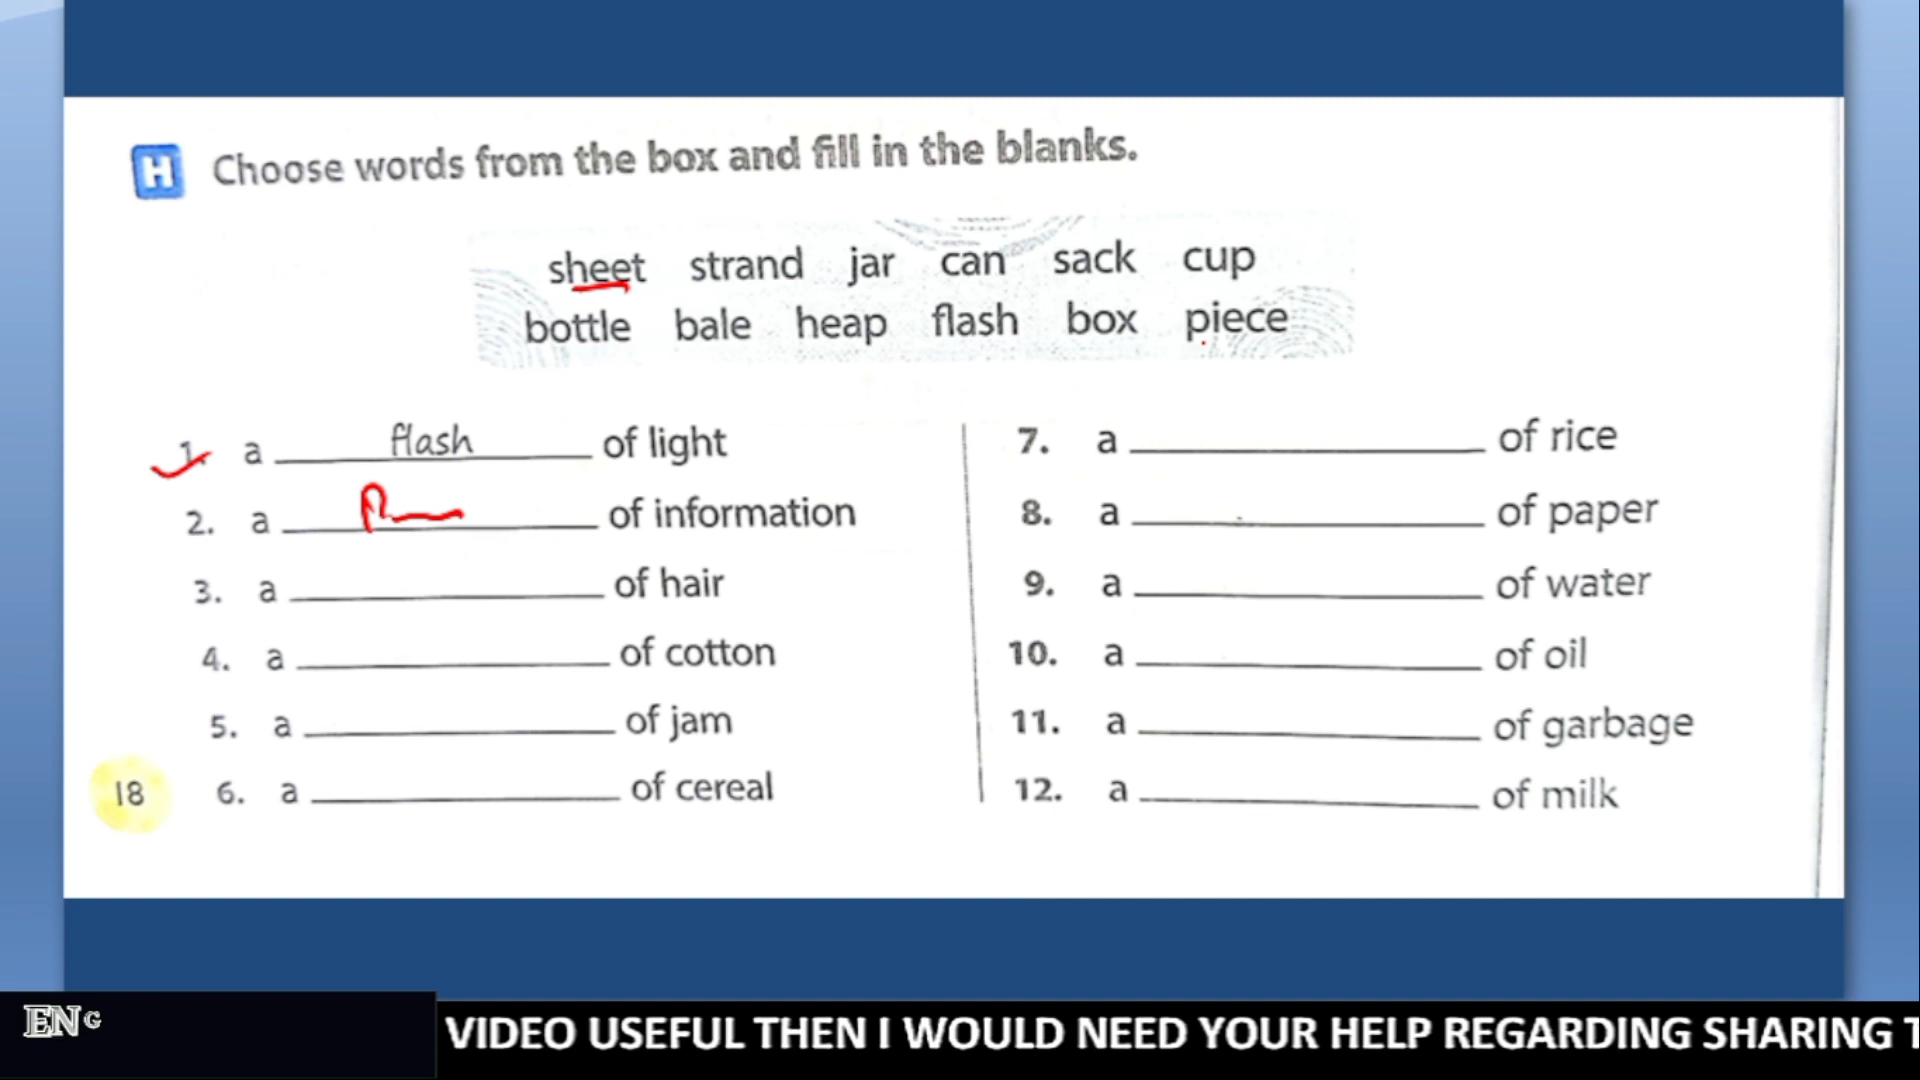 H Choose words from the box and fill in the blanks.
sheet strand jar can sack cup
bottle bale heap flash box piece
1. a flash of light
2. a of information
3. a of hair
4. a of cotton
5. a of jam
6. a of cereal
18
7. a of rice
8. a of paper
9. a of water
10. a of oil
11. a of garbage
12. a of milk
ENG
VIDEO USEFUL THEN I WOULD NEED YOUR HELP REGARDING SHARING T